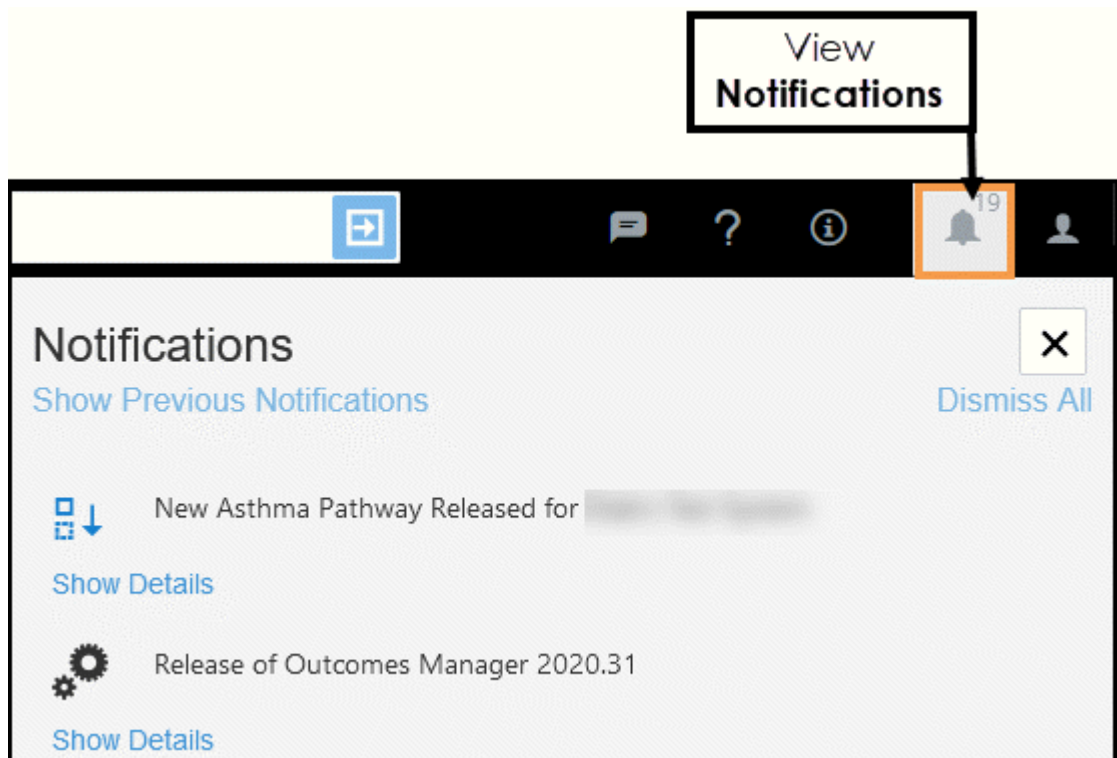 View
Notifications
? 19
Notifications
Show Previous Notifications Dismiss All
New Asthma Pathway Released for
Show Details
Release of Outcomes Manager 2020.31
Show Details